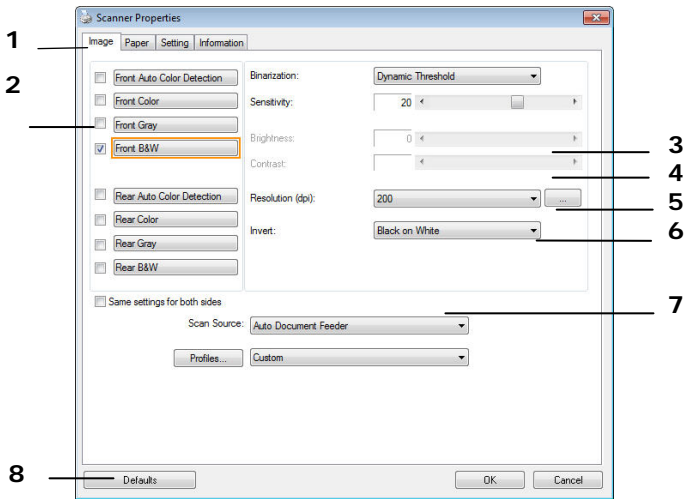 Scanner Properties
1
Image Paper Setting Information
2
Front Auto Color Detection
Front Color
Front Gray
Front B&W
Rear Auto Color Detection
Rear Color
Rear Gray
Rear B&W
Binarization: Dynamic Threshold
Sensitivity: 20
Brightness: 0
3
Contrast:
4
Resolution (dpi): 200 ...
5
Invert: Black on White
6
Same settings for both sides
7
Scan Source: Auto Document Feeder
Profiles... Custom
8
Defaults OK Cancel